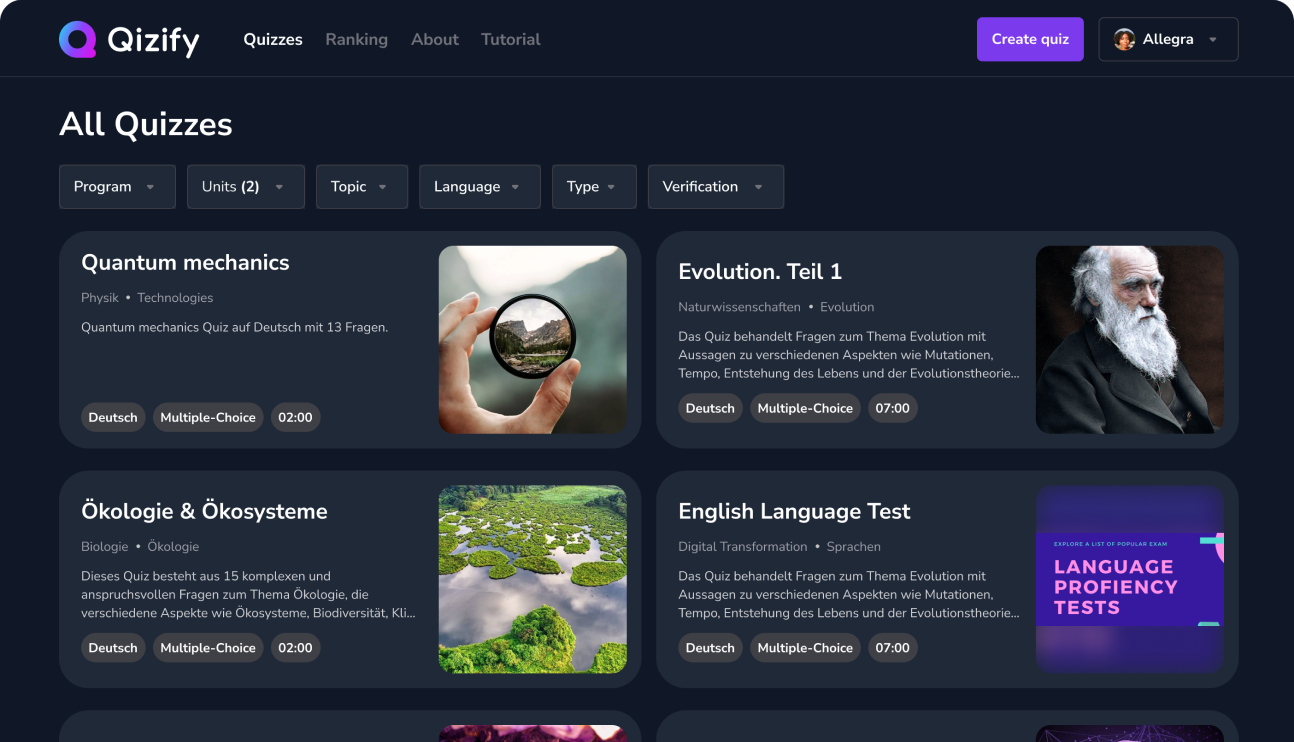 Qizify
Quizzes Ranking About Tutorial
Create quiz
Allegra
All Quizzes
Program Units (2) Topic Language Type Verification
Quantum mechanics
Physik • Technologies
Quantum mechanics Quiz auf Deutsch mit 13 Fragen.
Deutsch Multiple-Choice 02:00
Evolution. Teil 1
Naturwissenschaften • Evolution
Das Quiz behandelt Fragen zum Thema Evolution mit
Aussagen zu verschiedenen Aspekten wie Mutationen,
Tempo, Entstehung des Lebens und der Evolutionstheorie...
Deutsch Multiple-Choice 07:00
Ökologie & Ökosysteme
Biologie • Ökologie
Dieses Quiz besteht aus 15 komplexen und
anspruchsvollen Fragen zum Thema Ökologie, die
verschiedene Aspekte wie Ökosysteme, Biodiversität, Kli...
Deutsch Multiple-Choice 02:00
English Language Test
Digital Transformation • Sprachen
Das Quiz behandelt Fragen zum Thema Evolution mit
Aussagen zu verschiedenen Aspekten wie Mutationen,
Tempo, Entstehung des Lebens und der Evolutionstheorie...
Deutsch Multiple-Choice 07:00
EXPLORE A LIST OF POPULAR EXAM
LANGUAGE
PROFIENCY
TESTS